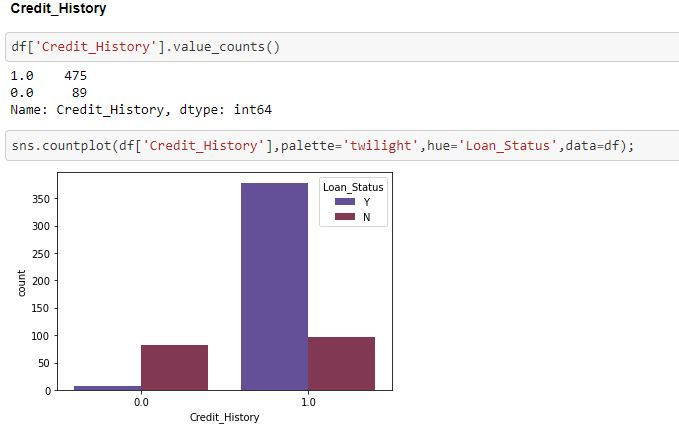 Credit_History
df['Credit_History'].value_counts()
1.0    475
0.0     89
Name: Credit_History, dtype: int64
sns.countplot(df['Credit_History'],palette='twilight',hue='Loan_Status',data=df);
Loan_Status
Y
N
350
300
250
200
150
100
50
0
count
0.0
1.0
Credit_History